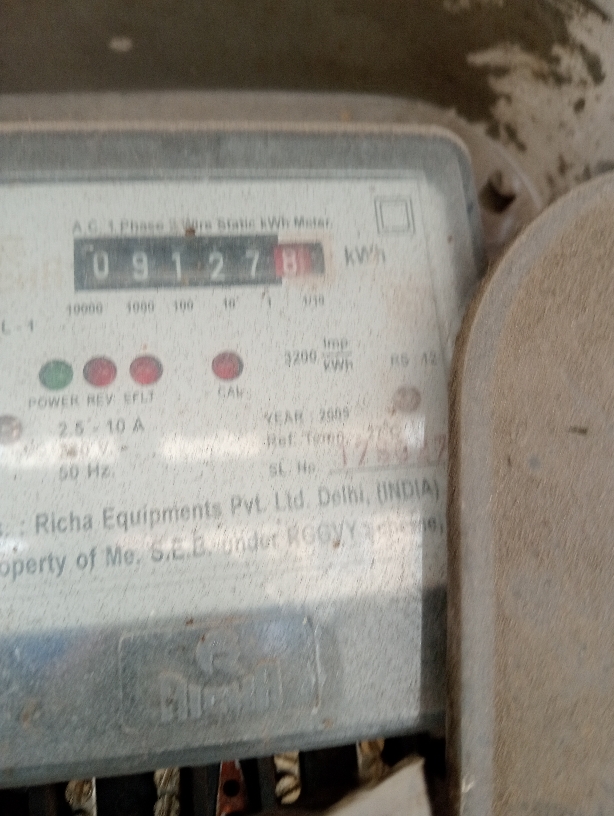 A.C. 1 Phase 2 Wire Static kWh Meter
0 9 1 2 7 8 kWh
10000 1000 100 10 1 1/10
L - 1
3200 Imp/kWh
POWER REV EFLT CAL
2.5 - 10 A
YEAR : 2009
Ref. Temp.
50 Hz.
SL. No.
: Richa Equipments Pvt. Ltd. Delhi, (INDIA)
operty of Me. S.E.B. under RGGVY